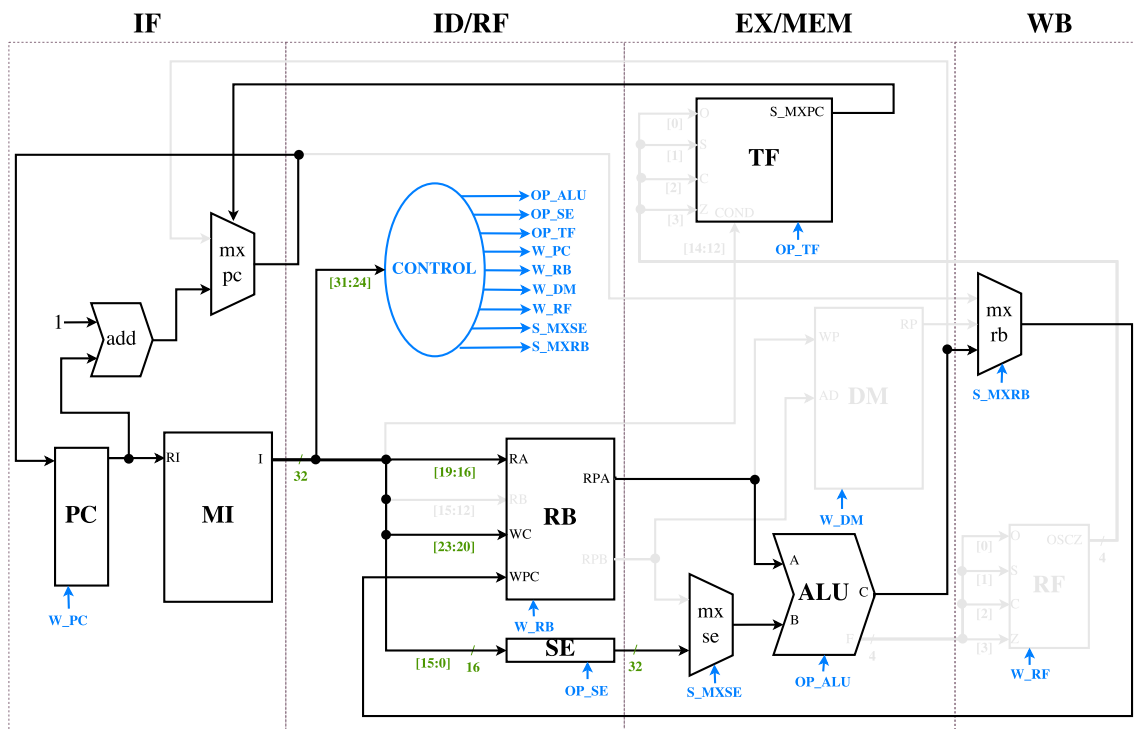 IF
ID/RF
EX/MEM
WB
mx
pc
1
add
PC
W_PC
RI
I
MI
32
[31:24]
CONTROL
OP_ALU
OP_SE
OP_TF
W_PC
W_RB
W_DM
W_RF
S_MXSE
S_MXRB
[19:16]
[15:12]
[23:20]
[15:0]
16
RA
RB
WC
WPC
RB
RPA
RPB
W_RB
SE
OP_SE
32
[0]
[1]
[2]
[3]
[14:12]
O
S
C
Z
COND
S_MXPC
TF
OP_TF
WP
AD
RP
DM
W_DM
mx
se
S_MXSE
A
B
ALU
C
F
4
OP_ALU
[0]
[1]
[2]
[3]
O
S
C
Z
OSCZ
RF
4
W_RF
mx
rb
S_MXRB